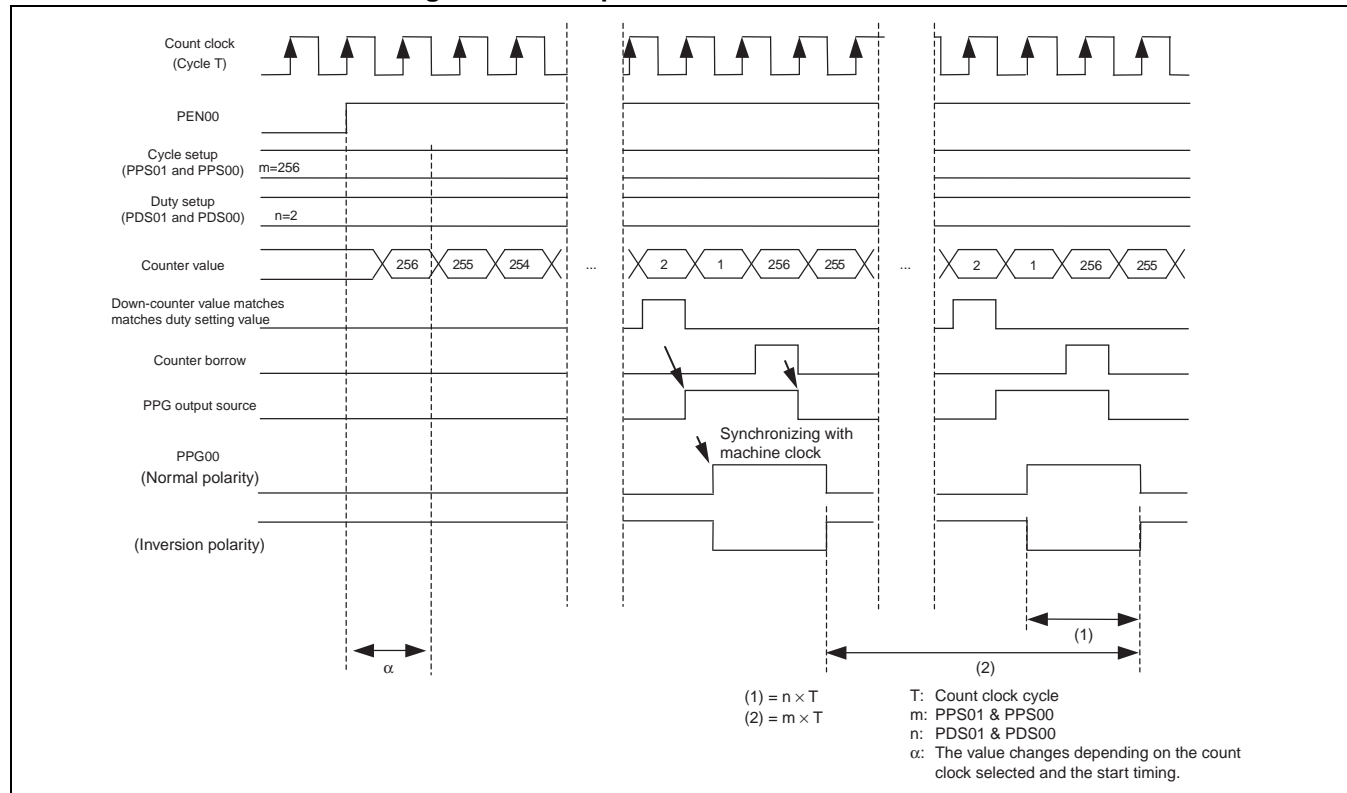 Count clock
(Cycle T)
PEN00
Cycle setup
(PPS01 and PPS00) m=256
Duty setup
(PDS01 and PDS00) n=2
Counter value 256 255 254 ... 2 1 256 255 ... 2 1 256 255
Down-counter value matches
matches duty setting value
Counter borrow
PPG output source
Synchronizing with
machine clock
PPG00
(Normal polarity)
(Inversion polarity)
(1)
α
(2)
(1) = n × T
(2) = m × T
T: Count clock cycle
m: PPS01 & PPS00
n: PDS01 & PDS00
α: The value changes depending on the count
clock selected and the start timing.